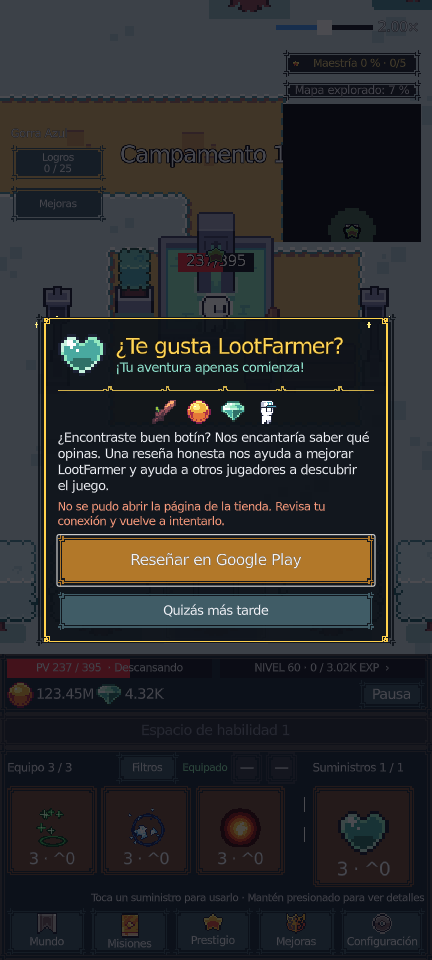 2.00×
Maestría 0 % · 0/5
Mapa explorado: 7 %
Logros
0 / 25
Campamento 1
Mejoras
237/395
¿Te gusta LootFarmer?
¡Tu aventura apenas comienza!
¿Encontraste buen botín? Nos encantaría saber qué
opinas. Una reseña honesta nos ayuda a mejorar
LootFarmer y ayuda a otros jugadores a descubrir
el juego.
No se pudo abrir la página de la tienda. Revisa tu
conexión y vuelve a intentarlo.
Reseñar en Google Play
Quizás más tarde
PV 237 / 395 · Descansando
NIVEL 60 · 0 / 3.02K EXP ›
123.45M
4.32K
Pausa
Espacio de habilidad 1
Equipo 3 / 3
Filtros
Equipado
— —
Suministros 1 / 1
3 · ^0
3 · ^0
3 · ^0
3 · ^0
Toca un suministro para usarlo · Mantén presionado para ver detalles
Mundo
Misiones
Prestigio
Mejoras
Configuración